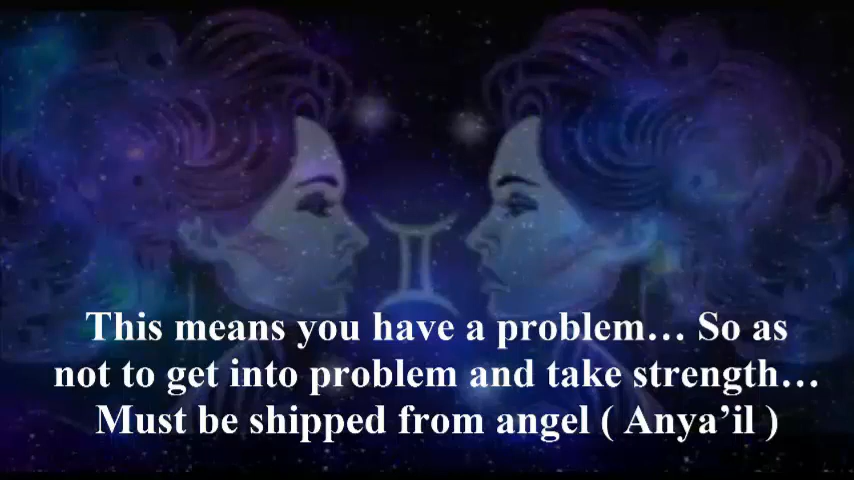 This means you have a problem… So as
not to get into problem and take strength…
Must be shipped from angel ( Anya’il )